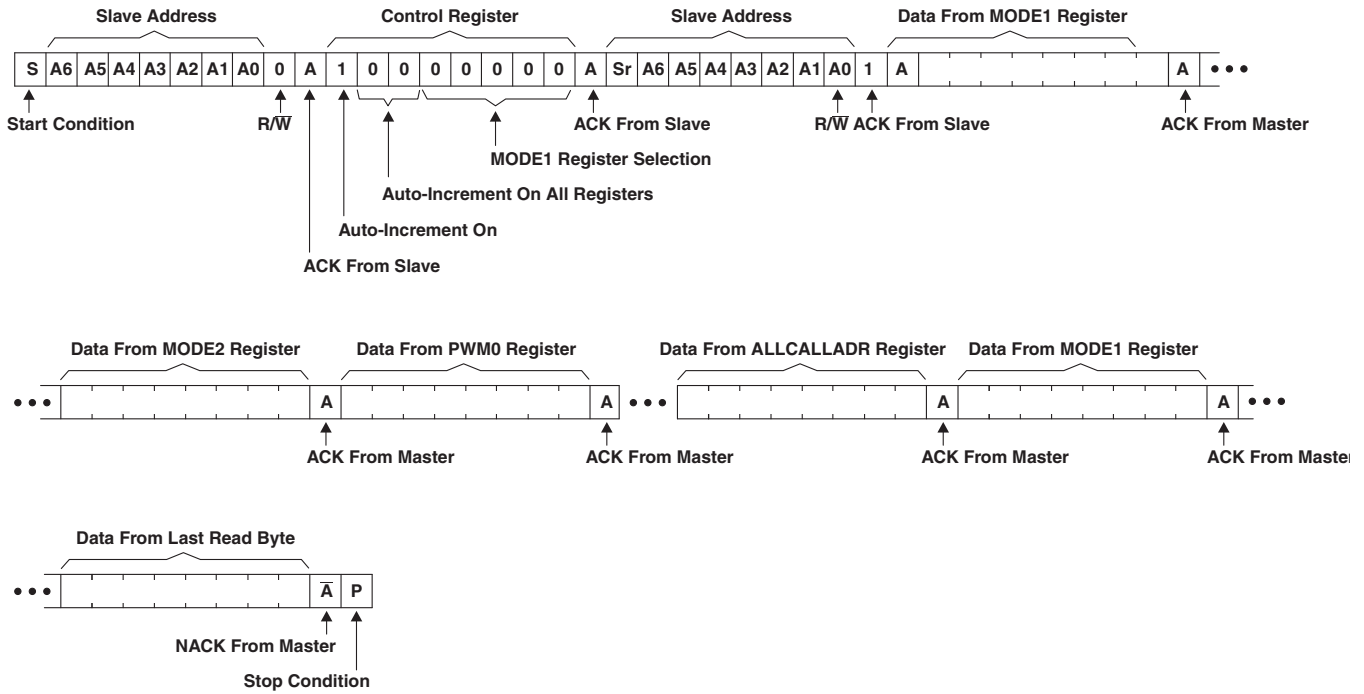 Slave Address Control Register Slave Address Data From MODE1 Register
S A6 A5 A4 A3 A2 A1 A0 0 A 1 0 0 0 0 0 0 0 A Sr A6 A5 A4 A3 A2 A1 A0 1 A A •••
Start Condition R/W̅ ACK From Slave R/W̅ ACK From Slave ACK From Master
MODE1 Register Selection
Auto-Increment On All Registers
Auto-Increment On
ACK From Slave
Data From MODE2 Register Data From PWM0 Register Data From ALLCALLADR Register Data From MODE1 Register
••• A A ••• A A •••
ACK From Master ACK From Master ACK From Master ACK From Master
Data From Last Read Byte
••• A̅ P
NACK From Master
Stop Condition